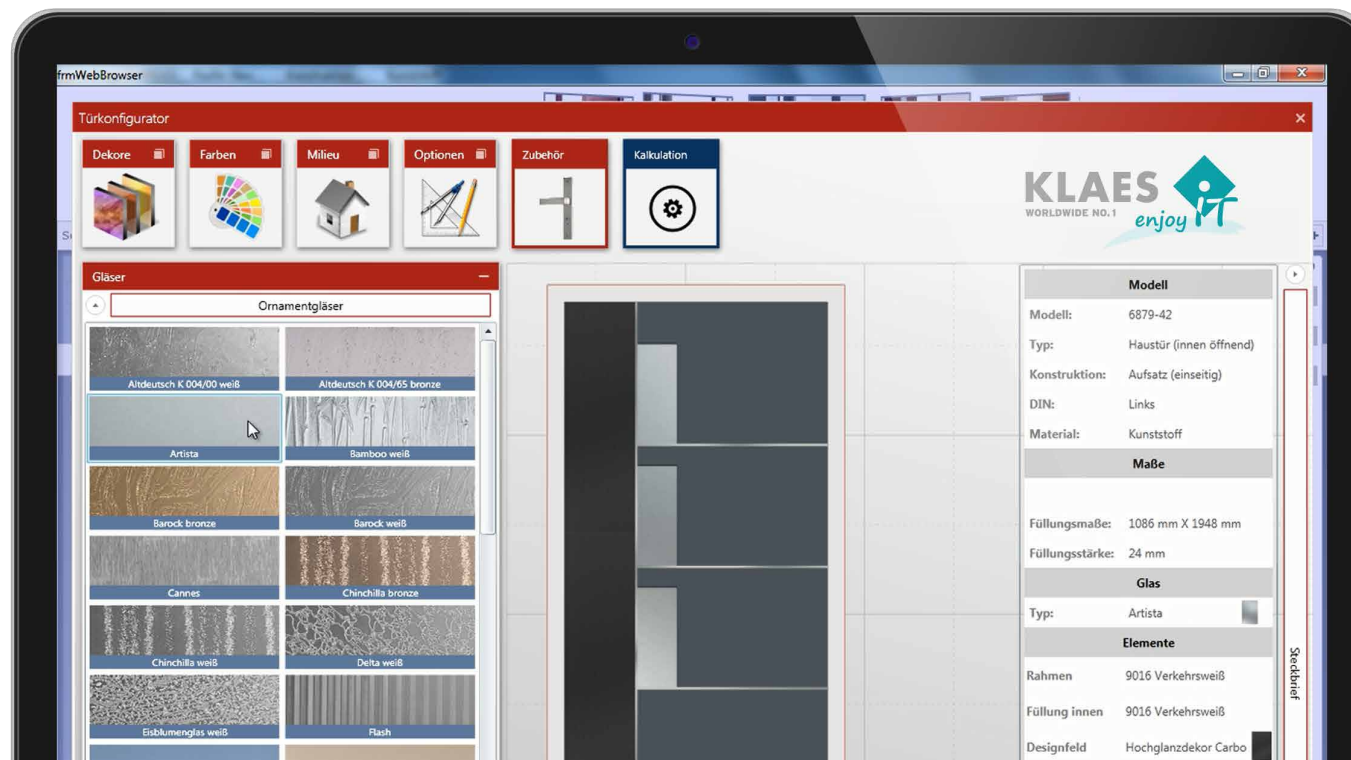 frmWebBrowser
Türkonfigurator
Dekore
Farben
Milieu
Optionen
Zubehör
Kalkulation
KLAES
WORLDWIDE NO. 1
enjoy iT
Gläser
Ornamentgläser
Altdeutsch K 004/00 weiß
Altdeutsch K 004/65 bronze
Artista
Bamboo weiß
Barock bronze
Barock weiß
Cannes
Chinchilla bronze
Chinchilla weiß
Delta weiß
Eisblumenglas weiß
Flash
Modell
Modell: 6879-42
Typ: Haustür (innen öffnend)
Konstruktion: Aufsatz (einseitig)
DIN: Links
Material: Kunststoff
Maße
Füllungsmaße: 1086 mm X 1948 mm
Füllungsstärke: 24 mm
Glas
Typ: Artista
Elemente
Rahmen 9016 Verkehrsweiß
Füllung innen 9016 Verkehrsweiß
Designfeld Hochglanzdekor Carbo
Steckbrief